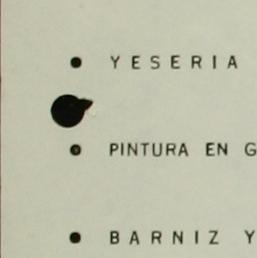 • YESERIA
• PINTURA EN G
• BARNIZ Y